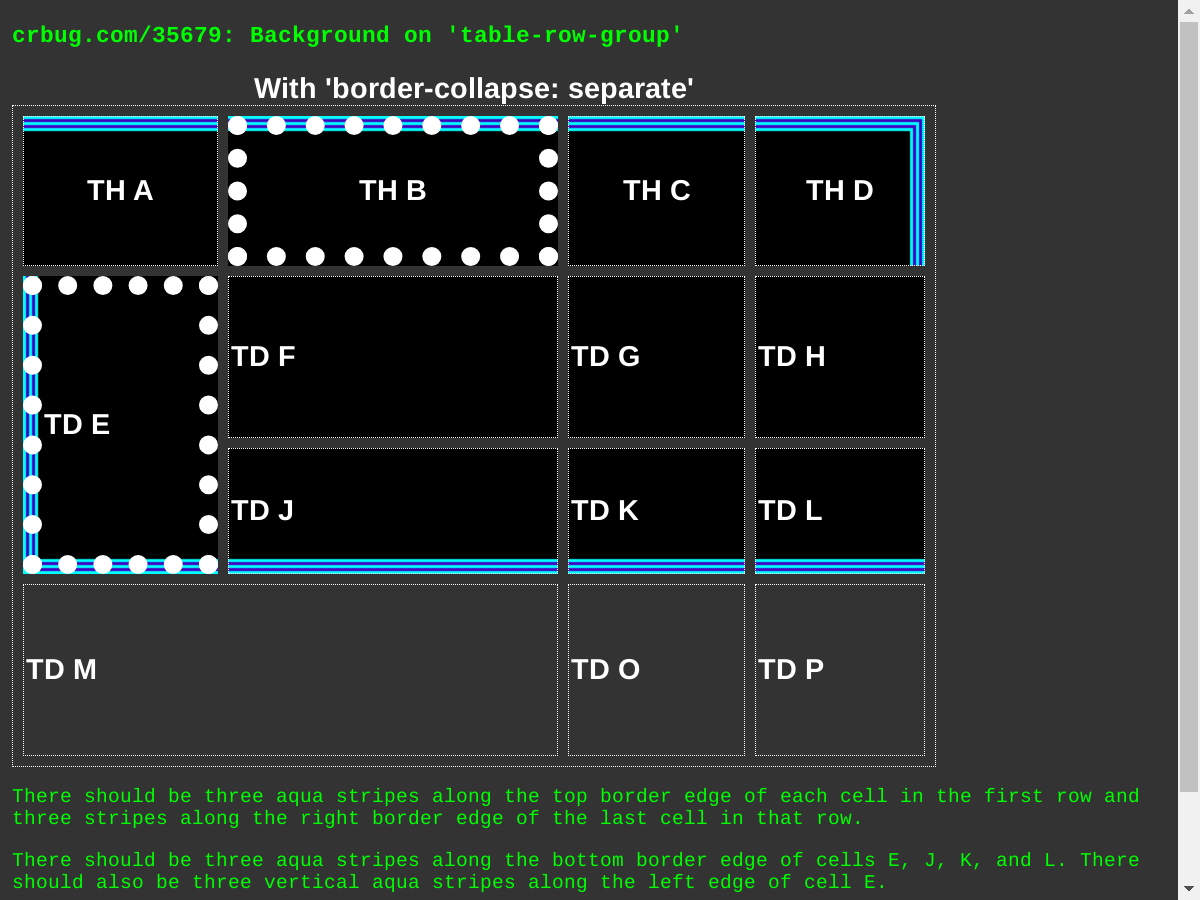 crbug.com/35679: Background on 'table-row-group'
With 'border-collapse: separate'
TH A TH B TH C TH D
TD E
TD F TD G TD H
TD J TD K TD L
TD M TD O TD P
There should be three aqua stripes along the top border edge of each cell in the first row and
three stripes along the right border edge of the last cell in that row.
There should be three aqua stripes along the bottom border edge of cells E, J, K, and L. There
should also be three vertical aqua stripes along the left edge of cell E.